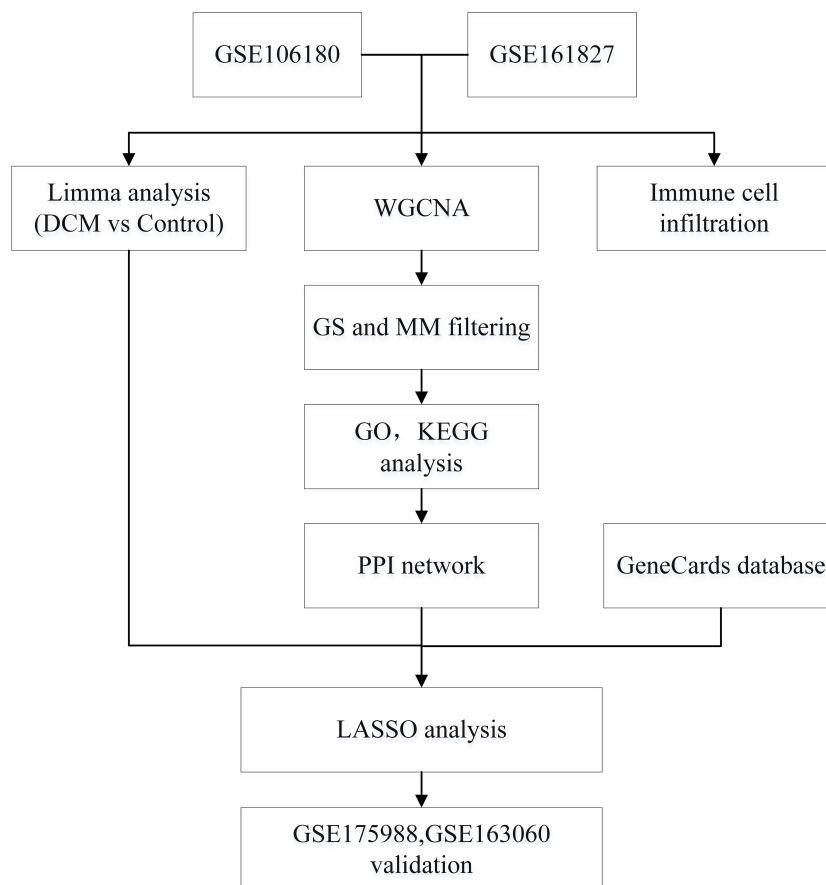 GSE106180
GSE161827
Limma analysis
(DCM vs Control)
WGCNA
Immune cell
infiltration
GS and MM filtering
GO，KEGG
analysis
PPI network
GeneCards database
LASSO analysis
GSE175988,GSE163060
validation